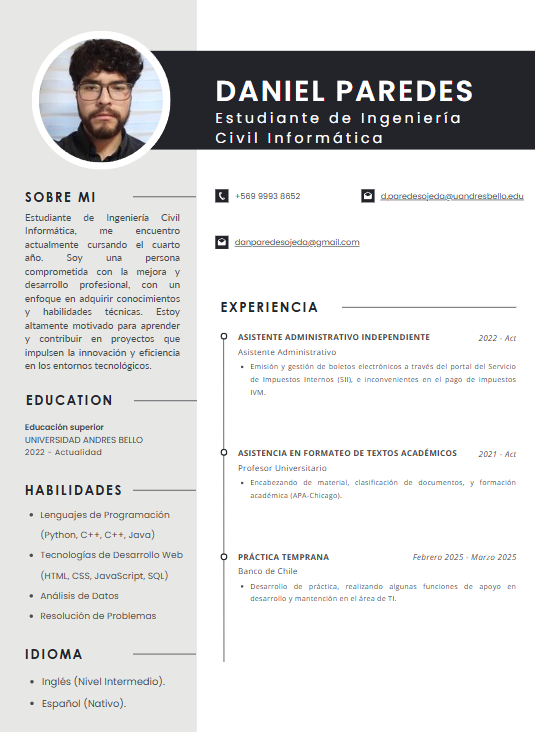 DANIEL PAREDES
Estudiante de Ingeniería
Civil Informática
+569 9993 8652
d.paredesojeda@uandresbello.edu
danparedesojeda@gmail.com
SOBRE MI
Estudiante de Ingeniería Civil
Informática, me encuentro
actualmente cursando el cuarto
año. Soy una persona
comprometida con la mejora y
desarrollo profesional, con un
enfoque en adquirir conocimientos
y habilidades técnicas. Estoy
altamente motivado para aprender
y contribuir en proyectos que
impulsen la innovación y eficiencia
en los entornos tecnológicos.
EDUCATION
Educación superior
UNIVERSIDAD ANDRES BELLO
2022 - Actualidad
HABILIDADES
• Lenguajes de Programación
(Python, C++, C++, Java)
• Tecnologías de Desarrollo Web
(HTML, CSS, JavaScript, SQL)
• Análisis de Datos
• Resolución de Problemas
IDIOMA
• Inglés (Nivel Intermedio).
• Español (Nativo).
EXPERIENCIA
ASISTENTE ADMINISTRATIVO INDEPENDIENTE 2022 - Act
Asistente Administrativo
• Emisión y gestión de boletos electrónicos a través del portal del Servicio
de Impuestos Internos (SII), e inconvenientes en el pago de impuestos
IVM.
ASISTENCIA EN FORMATEO DE TEXTOS ACADÉMICOS 2021 - Act
Profesor Universitario
• Encabezando de material, clasificación de documentos, y formación
académica (APA-Chicago).
PRÁCTICA TEMPRANA Febrero 2025 - Marzo 2025
Banco de Chile
• Desarrollo de práctica, realizando algunas funciones de apoyo en
desarrollo y mantención en el área de TI.